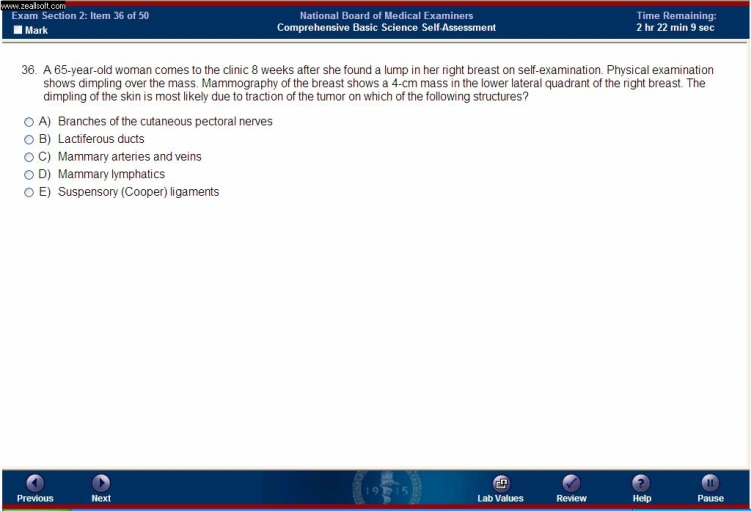 www.zeallsoft.com
Exam Section 2: Item 36 of 50
National Board of Medical Examiners
Time Remaining:
Mark
Comprehensive Basic Science Self-Assessment
2 hr 22 min 9 sec
36. A 65-year-old woman comes to the clinic 8 weeks after she found a lump in her right breast on self-examination. Physical examination
shows dimpling over the mass. Mammography of the breast shows a 4-cm mass in the lower lateral quadrant of the right breast. The
dimpling of the skin is most likely due to traction of the tumor on which of the following structures?
A) Branches of the cutaneous pectoral nerves
B) Lactiferous ducts
C) Mammary arteries and veins
D) Mammary lymphatics
E) Suspensory (Cooper) ligaments
19 15
Previous
Next
Lab Values
Review
Help
Pause